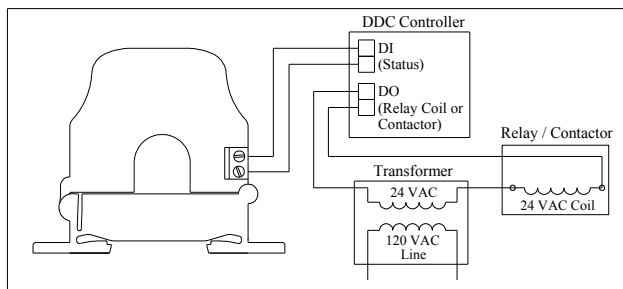 DDC Controller
DI
(Status)
DO
(Relay Coil or
Contactor)
Relay / Contactor
24 VAC Coil
Transformer
24 VAC
120 VAC
Line